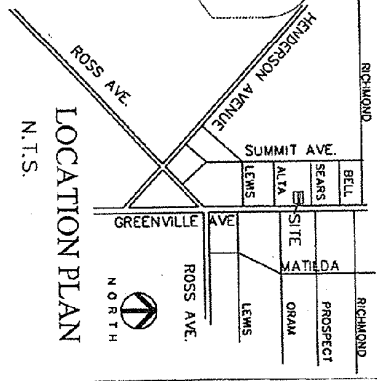 RICHMOND
HENDERSON AVENUE
ROSS AVE.
SUMMIT AVE.
BELL
SEARS
ALTA
LEWIS
SITE
GREENVILLE AVE
MATILDA
ROSS AVE.
LEWIS
ORAM
PROSPECT
RICHMOND
NORTH
LOCATION PLAN
N.T.S.